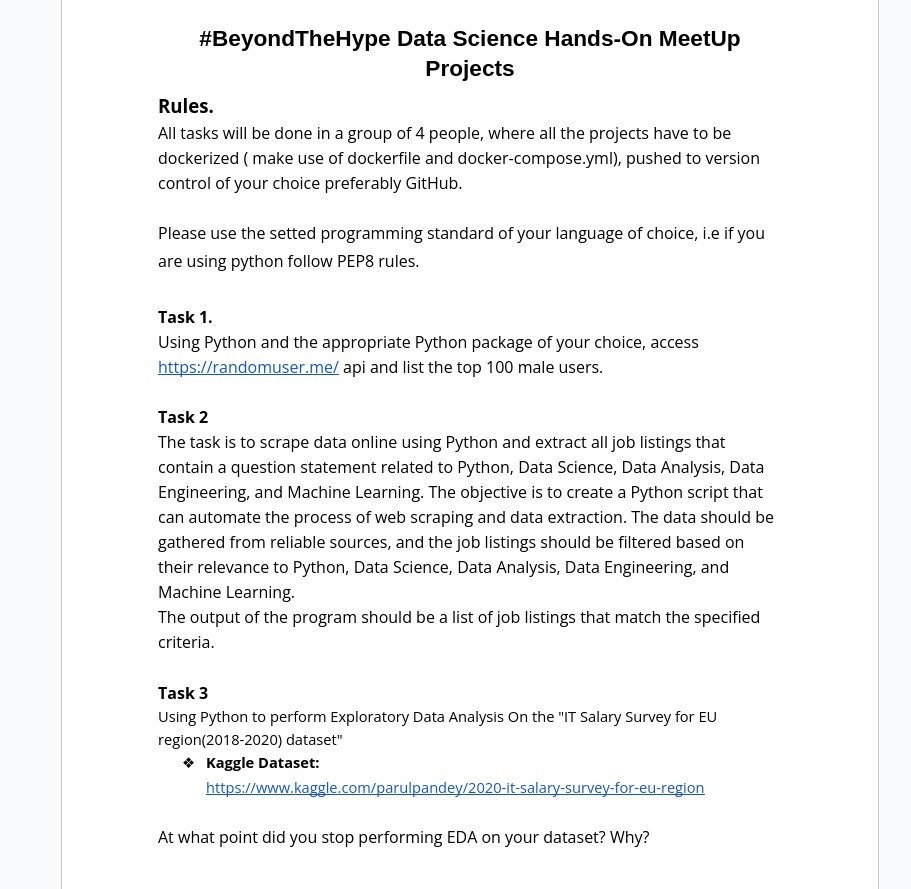 #BeyondTheHype Data Science Hands-On MeetUp
Projects
Rules.
All tasks will be done in a group of 4 people, where all the projects have to be
dockerized ( make use of dockerfile and docker-compose.yml), pushed to version
control of your choice preferably GitHub.
Please use the setted programming standard of your language of choice, i.e if you
are using python follow PEP8 rules.
Task 1.
Using Python and the appropriate Python package of your choice, access
https://randomuser.me/ api and list the top 100 male users.
Task 2
The task is to scrape data online using Python and extract all job listings that
contain a question statement related to Python, Data Science, Data Analysis, Data
Engineering, and Machine Learning. The objective is to create a Python script that
can automate the process of web scraping and data extraction. The data should be
gathered from reliable sources, and the job listings should be filtered based on
their relevance to Python, Data Science, Data Analysis, Data Engineering, and
Machine Learning.
The output of the program should be a list of job listings that match the specified
criteria.
Task 3
Using Python to perform Exploratory Data Analysis On the "IT Salary Survey for EU
region(2018-2020) dataset"
❖ Kaggle Dataset:
https://www.kaggle.com/parulpandey/2020-it-salary-survey-for-eu-region
At what point did you stop performing EDA on your dataset? Why?